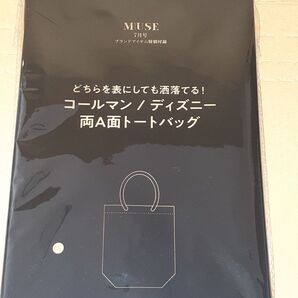 MUSE
7月号
ブランドアイテム特別付録
どちらを表にしても洒落てる!
コールマン / ディズニー
両A面トートバッグ